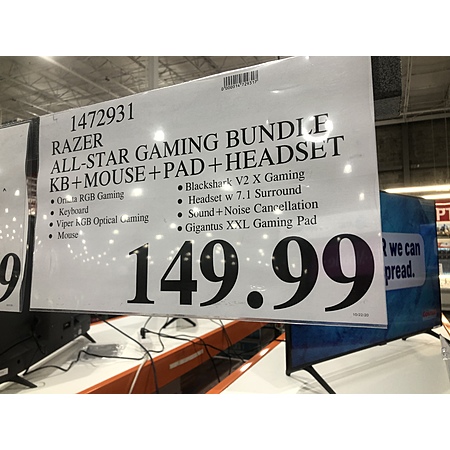 1472931
RAZER
ALL-STAR GAMING BUNDLE
KB+MOUSE+PAD+HEADSET
• Ornata RGB Gaming
• Keyboard
• Viper RGB Optical Gaming
• Mouse
• Blackshark V2 X Gaming
• Headset w 7.1 Surround
• Sound+Noise Cancellation
• Gigantus XXL Gaming Pad
149.99
9
R we can
pread.